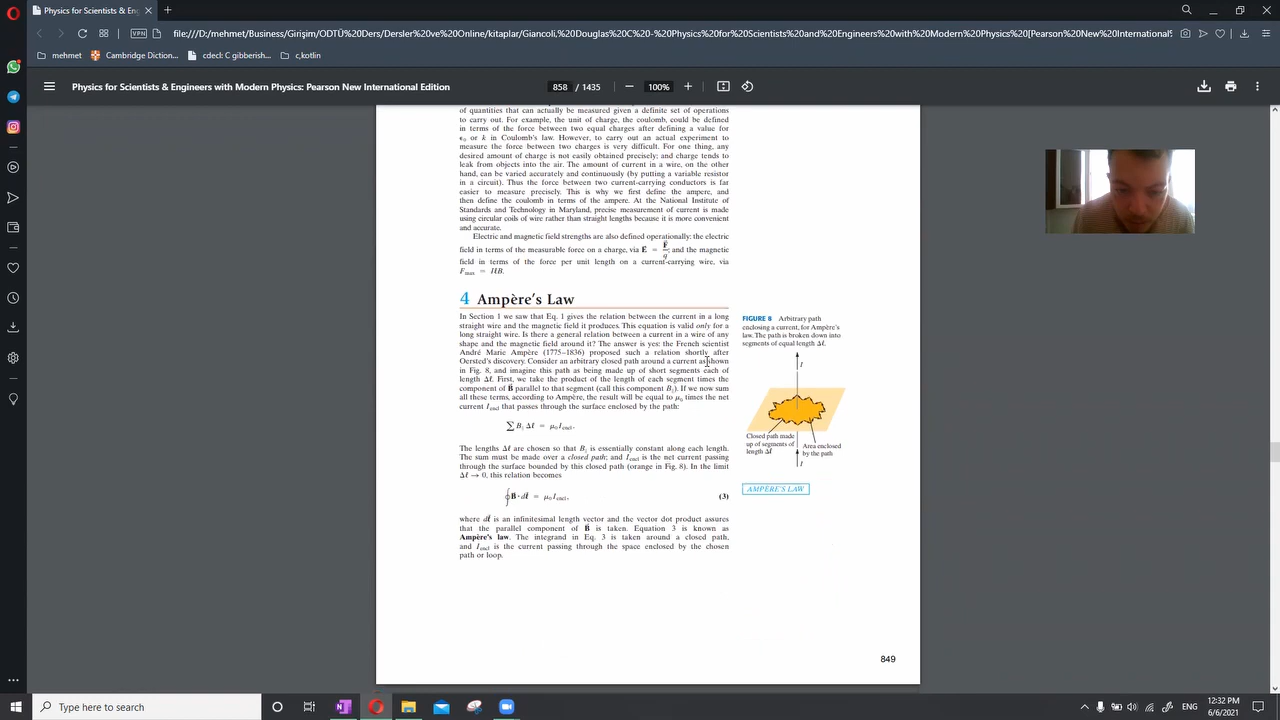 Physics for Scientists & Eng
VPN
file:///D:/mehmet/Business/Girişim/ODTÜ Ders/Dersler ve Online/kitaplar/Giancoli, Douglas C - Physics for Scientists and Engineers with Modern Physics [Pearson New International
mehmet
Cambridge Diction...
cdecl: C gibberish...
c,kotlin
Physics for Scientists & Engineers with Modern Physics: Pearson New International Edition
858 / 1435
100%
of quantities that can actually be measured given a definite set of operations
to carry out. For example, the unit of charge, the coulomb, could be defined
in terms of the force between two equal charges after defining a value for
ϵ₀ or k in Coulomb's law. However, to carry out an actual experiment to
measure the force between two charges is very difficult. For one thing, any
desired amount of charge is not easily obtained precisely; and charge tends to
leak from objects into the air. The amount of current in a wire, on the other
hand, can be varied accurately and continuously (by putting a variable resistor
in a circuit). Thus the force between two current-carrying conductors is far
easier to measure precisely. This is why we first define the ampere, and
then define the coulomb in terms of the ampere. At the National Institute of
Standards and Technology in Maryland, precise measurement of current is made
using circular coils of wire rather than straight lengths because it is more convenient
and accurate.
Electric and magnetic field strengths are also defined operationally: the electric
field in terms of the measurable force on a charge, via E⃗ = F⃗/q; and the magnetic
field in terms of the force per unit length on a current-carrying wire, via
Fmax = IℓB.
4 Ampère's Law
In Section 1 we saw that Eq. 1 gives the relation between the current in a long
straight wire and the magnetic field it produces. This equation is valid only for a
long straight wire. Is there a general relation between a current in a wire of any
shape and the magnetic field around it? The answer is yes: the French scientist
André Marie Ampère (1775–1836) proposed such a relation shortly after
Oersted's discovery. Consider an arbitrary closed path around a current as shown
in Fig. 8, and imagine this path as being made up of short segments each of
length Δℓ. First, we take the product of the length of each segment times the
component of B⃗ parallel to that segment (call this component B∥). If we now sum
all these terms, according to Ampère, the result will be equal to μ₀ times the net
current Iencl that passes through the surface enclosed by the path:
∑ B∥ Δℓ = μ₀Iencl.
The lengths Δℓ are chosen so that B∥ is essentially constant along each length.
The sum must be made over a closed path; and Iencl is the net current passing
through the surface bounded by this closed path (orange in Fig. 8). In the limit
Δℓ → 0, this relation becomes
∮B⃗ · dℓ⃗ = μ₀Iencl, (3)
where dℓ⃗ is an infinitesimal length vector and the vector dot product assures
that the parallel component of B⃗ is taken. Equation 3 is known as
Ampère's law. The integrand in Eq. 3 is taken around a closed path,
and Iencl is the current passing through the space enclosed by the chosen
path or loop.
FIGURE 8 Arbitrary path
enclosing a current, for Ampère's
law. The path is broken down into
segments of equal length Δℓ.
I
Closed path made
up of segments of
length Δℓ
Area enclosed
by the path
I
AMPÈRE'S LAW
849
Type here to search
ENG
12:32 PM
6/6/2021